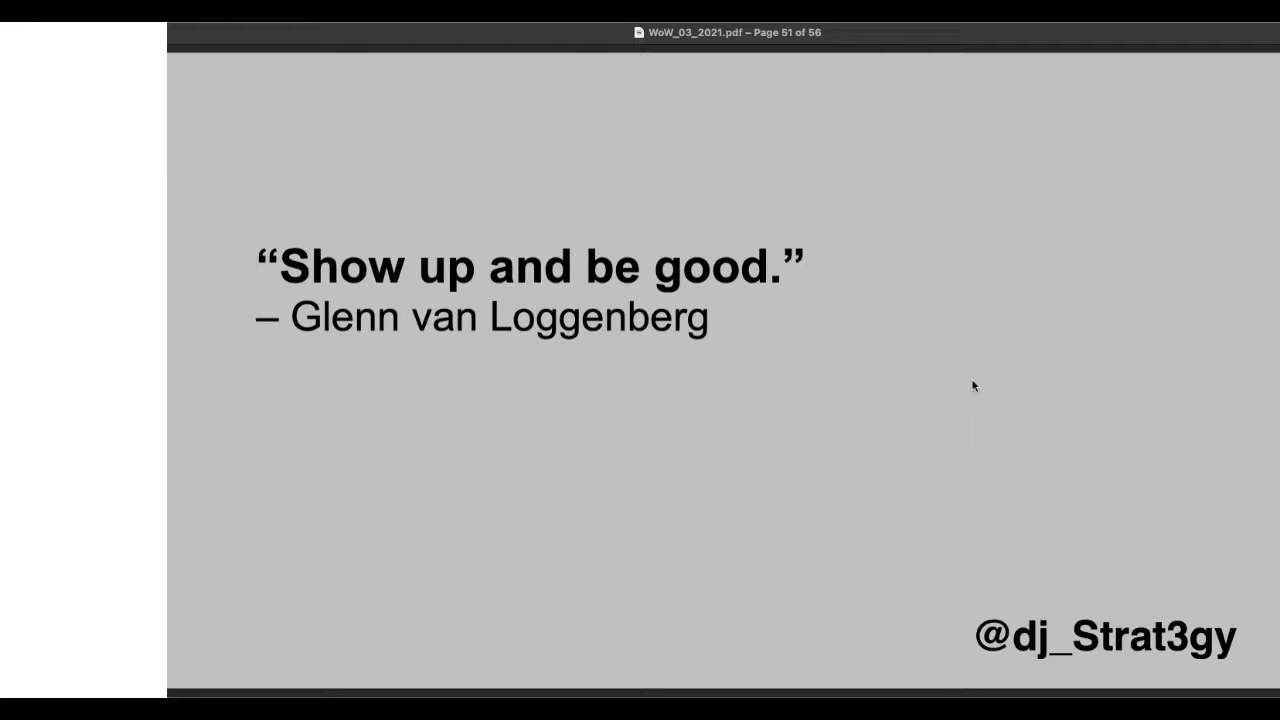 WoW_03_2021.pdf – Page 51 of 56
“Show up and be good.”
– Glenn van Loggenberg
@dj_Strat3gy